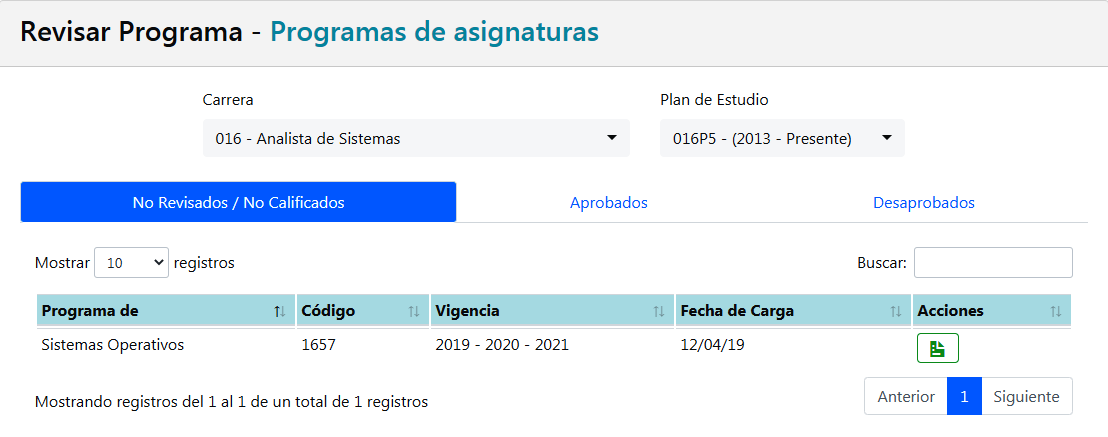 Revisar Programa - Programas de asignaturas
Carrera Plan de Estudio
016 - Analista de Sistemas 016P5 - (2013 - Presente)
No Revisados / No Calificados Aprobados Desaprobados
Mostrar 10 registros Buscar:
Programa de Código Vigencia Fecha de Carga Acciones
Sistemas Operativos 1657 2019 - 2020 - 2021 12/04/19
Mostrando registros del 1 al 1 de un total de 1 registros Anterior 1 Siguiente